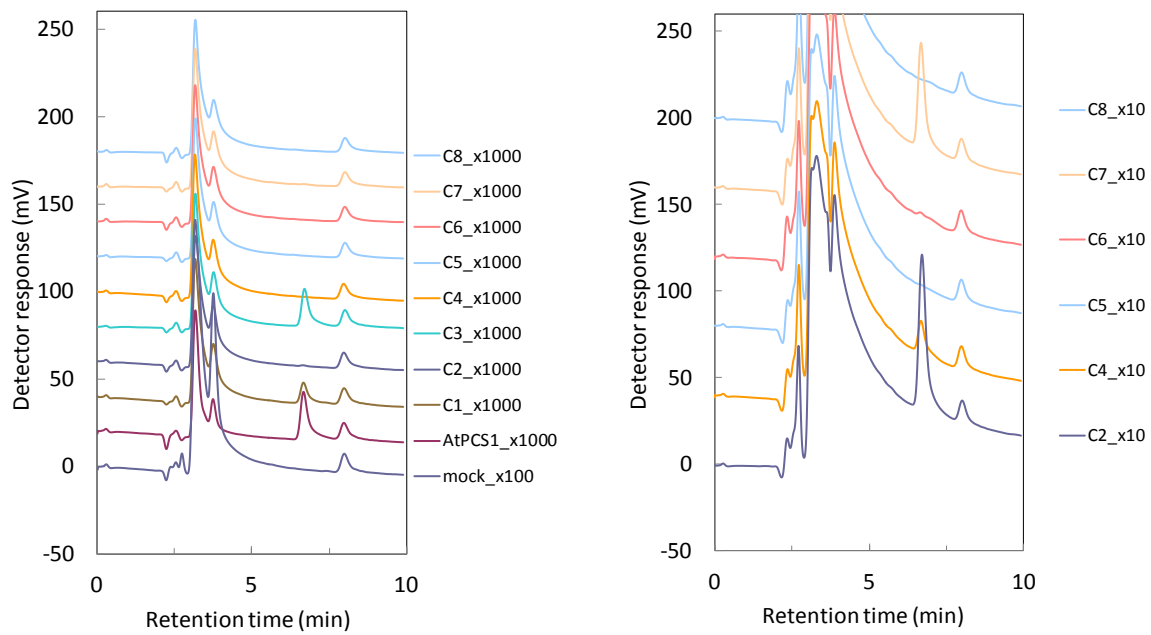 250
200
150
100
50
0
-50
Detector response (mV)
0
5
10
Retention time (min)
C8_x1000
C7_x1000
C6_x1000
C5_x1000
C4_x1000
C3_x1000
C2_x1000
C1_x1000
AtPCS1_x1000
mock_x100
250
200
150
100
50
0
-50
Detector response (mV)
0
5
10
Retention time (min)
C8_x10
C7_x10
C6_x10
C5_x10
C4_x10
C2_x10